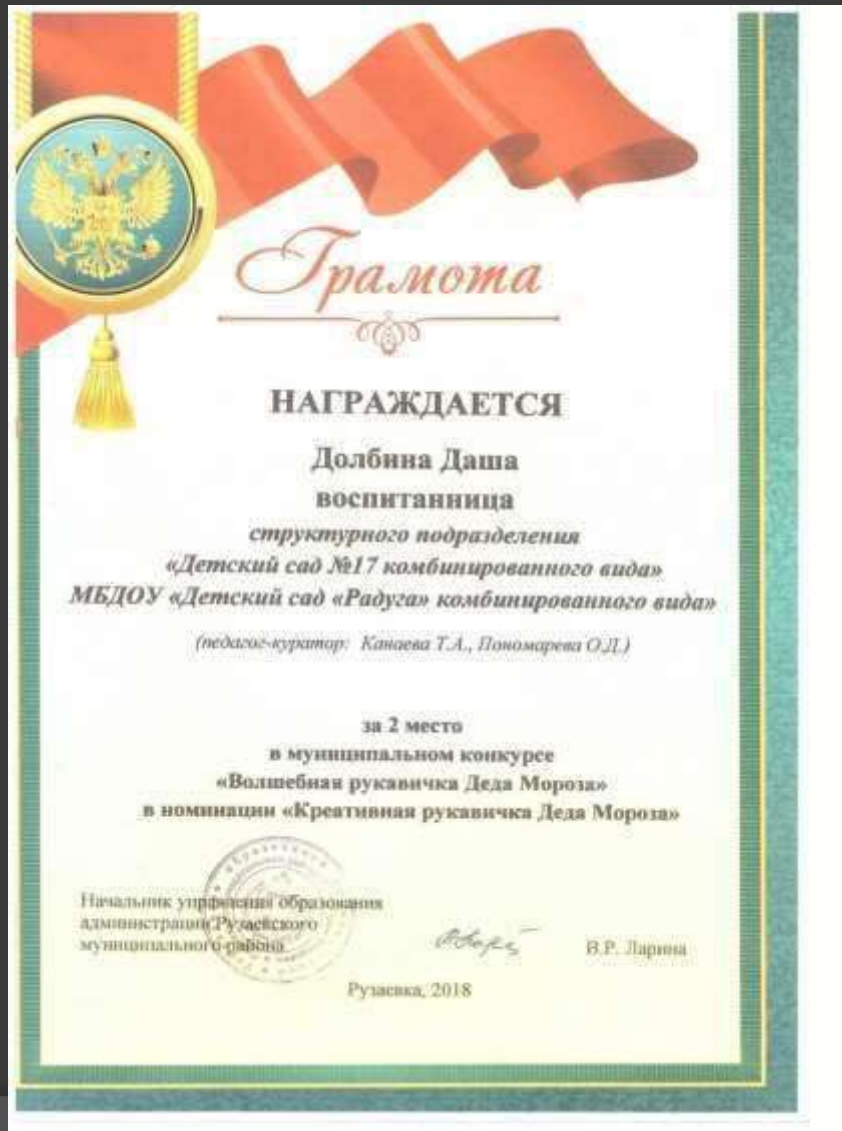 Грамота
НАГРАЖДАЕТСЯ
Долбина Даша
воспитанница
структурного подразделения
«Детский сад №17 комбинированного вида»
МБДОУ «Детский сад «Радуга» комбинированного вида»
(педагог-куратор: Канаева Т.А., Пономарева О.Д.)
за 2 место
в муниципальном конкурсе
«Волшебная рукавичка Деда Мороза»
в номинации «Креативная рукавичка Деда Мороза»
Начальник управления образования
администрации Рузаевского
муниципального района
В.Р. Ларина
Рузаевка, 2018